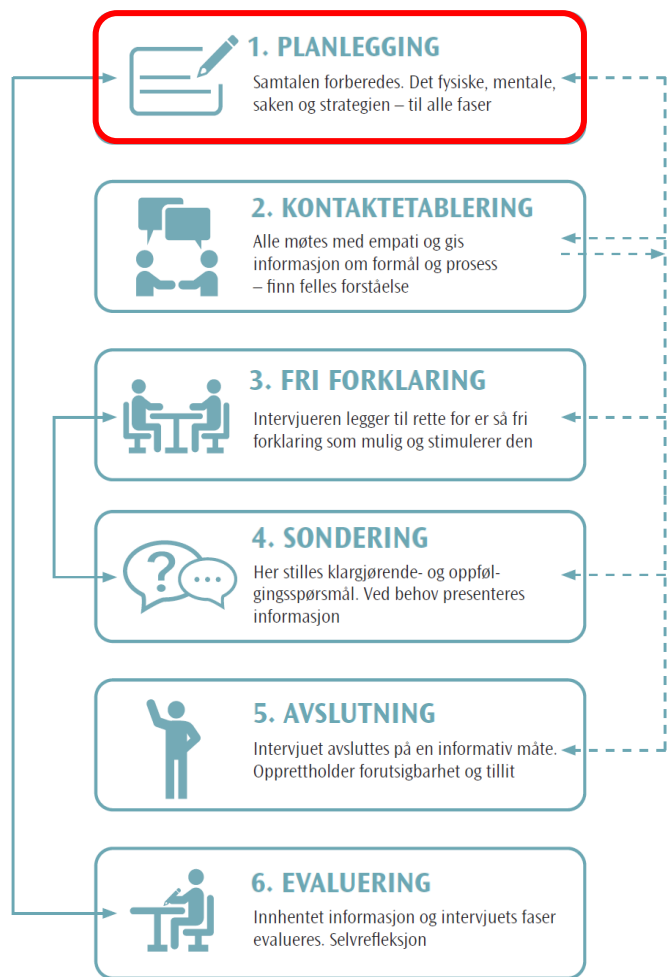 1. PLANLEGGING
Samtalen forberedes. Det fysiske, mentale,
saken og strategien – til alle faser
2. KONTAKTETABLERING
Alle møtes med empati og gis
informasjon om formål og prosess
– finn felles forståelse
3. FRI FORKLARING
Intervjueren legger til rette for er så fri
forklaring som mulig og stimulerer den
4. SONDERING
?
...
Her stilles klargjørende- og oppføl-
gingsspørsmål. Ved behov presenteres
informasjon
5. AVSLUTNING
Intervjuet avsluttes på en informativ måte.
Opprettholder forutsigbarhet og tillit
6. EVALUERING
Innhentet informasjon og intervjuets faser
evalueres. Selvrefleksjon